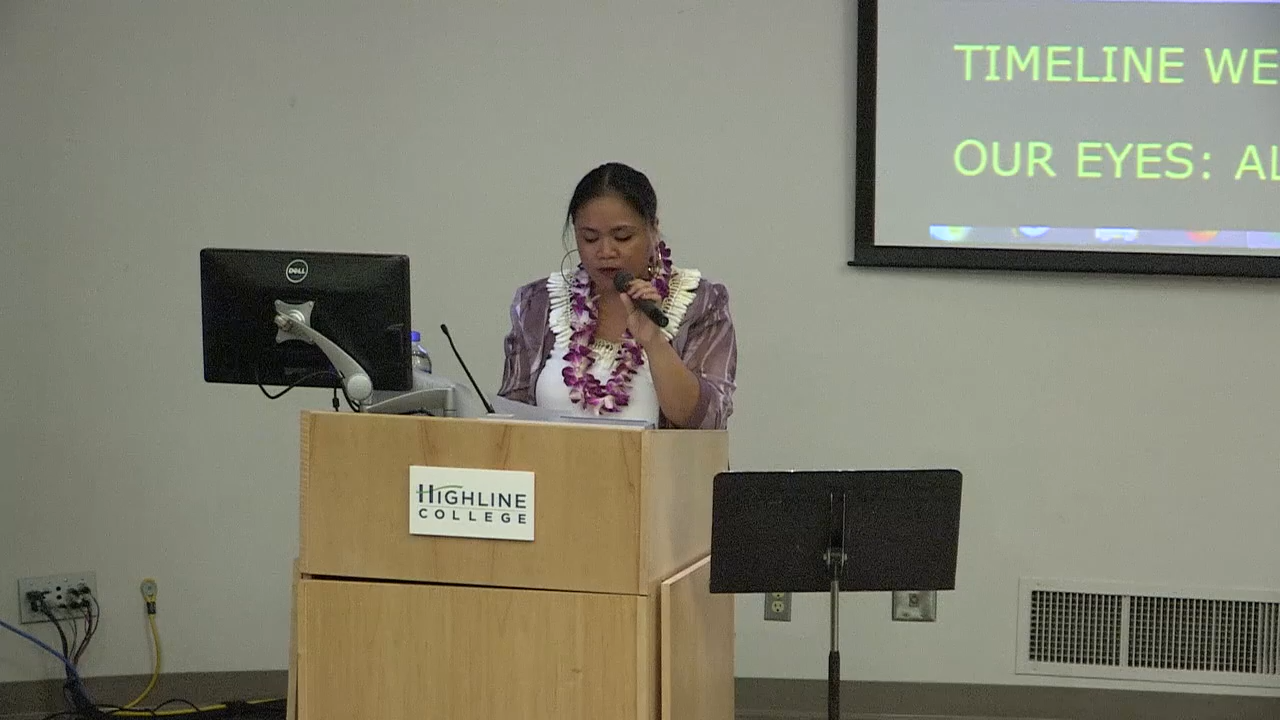 TIMELINE WE
OUR EYES: AL
DELL
HIGHLINE
COLLEGE